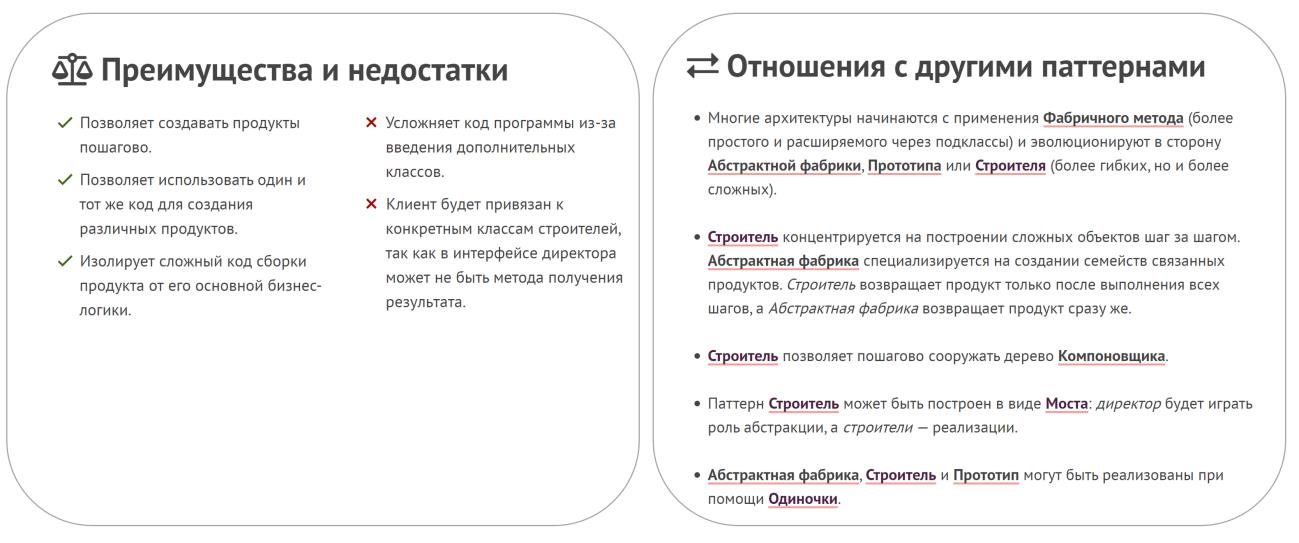 Преимущества и недостатки
Позволяет создавать продукты
пошагово.
Позволяет использовать один и
тот же код для создания
различных продуктов.
Изолирует сложный код сборки
продукта от его основной бизнес-
логики.
Усложняет код программы из-за
введения дополнительных
классов.
Клиент будет привязан к
конкретным классам строителей,
так как в интерфейсе директора
может не быть метода получения
результата.
Отношения с другими паттернами
• Многие архитектуры начинаются с применения Фабричного метода (более
простого и расширяемого через подклассы) и эволюционируют в сторону
Абстрактной фабрики, Прототипа или Строителя (более гибких, но и более
сложных).
• Строитель концентрируется на построении сложных объектов шаг за шагом.
Абстрактная фабрика специализируется на создании семейств связанных
продуктов. Строитель возвращает продукт только после выполнения всех
шагов, а Абстрактная фабрика возвращает продукт сразу же.
• Строитель позволяет пошагово сооружать дерево Компоновщика.
• Паттерн Строитель может быть построен в виде Моста: директор будет играть
роль абстракции, а строители — реализации.
• Абстрактная фабрика, Строитель и Прототип могут быть реализованы при
помощи Одиночки.